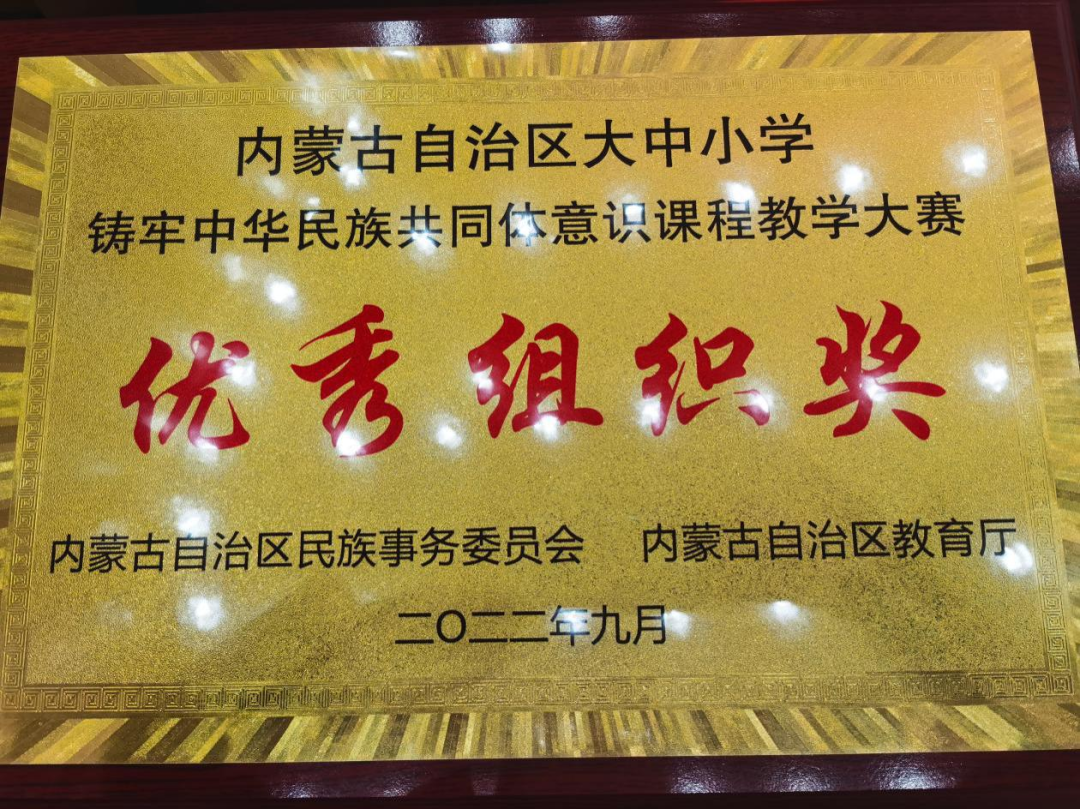 内蒙古自治区大中小学
铸牢中华民族共同体意识课程教学大赛
优秀组织奖
内蒙古自治区民族事务委员会 内蒙古自治区教育厅
二〇二二年九月